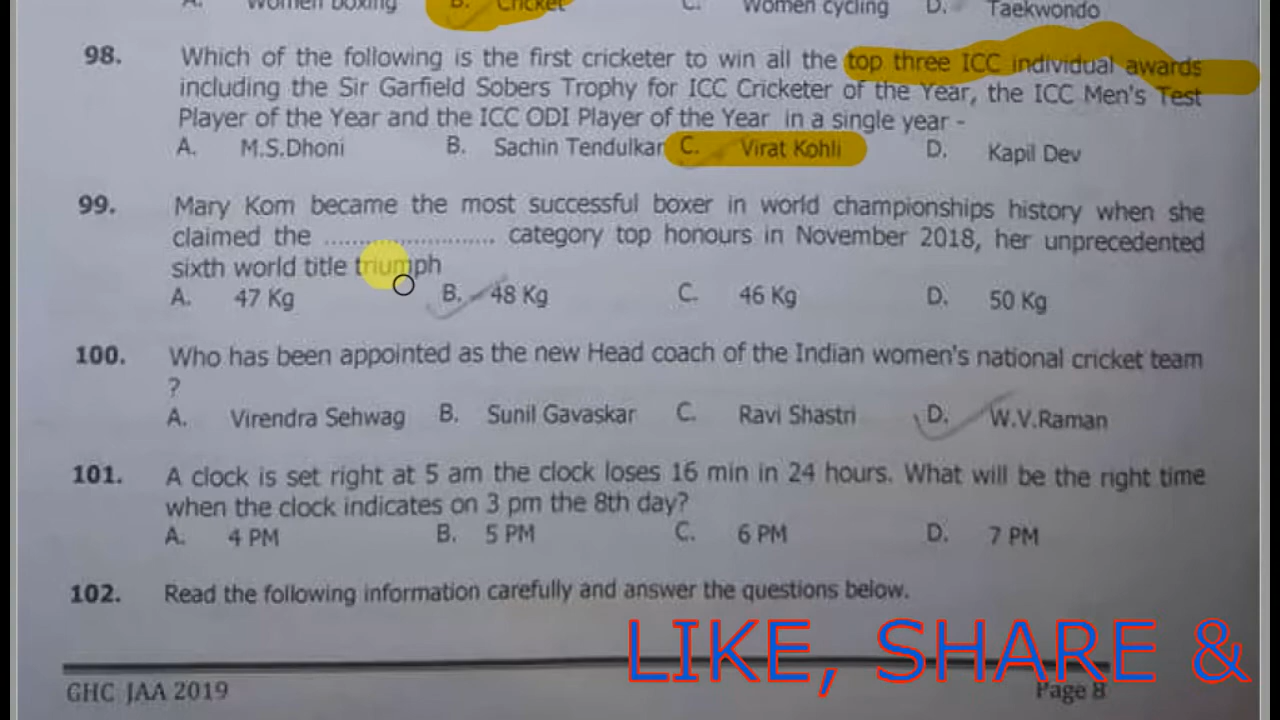 A. Women boxing B. Cricket C. Women cycling D. Taekwondo
98. Which of the following is the first cricketer to win all the top three ICC individual awards
including the Sir Garfield Sobers Trophy for ICC Cricketer of the Year, the ICC Men's Test
Player of the Year and the ICC ODI Player of the Year in a single year -
A. M.S.Dhoni B. Sachin Tendulkar C. Virat Kohli D. Kapil Dev
99. Mary Kom became the most successful boxer in world championships history when she
claimed the ........................ category top honours in November 2018, her unprecedented
sixth world title triumph
A. 47 Kg B. 48 Kg C. 46 Kg D. 50 Kg
100. Who has been appointed as the new Head coach of the Indian women's national cricket team
?
A. Virendra Sehwag B. Sunil Gavaskar C. Ravi Shastri D. W.V.Raman
101. A clock is set right at 5 am the clock loses 16 min in 24 hours. What will be the right time
when the clock indicates on 3 pm the 8th day?
A. 4 PM B. 5 PM C. 6 PM D. 7 PM
102. Read the following information carefully and answer the questions below.
LIKE, SHARE &
GHC JAA 2019 Page 8